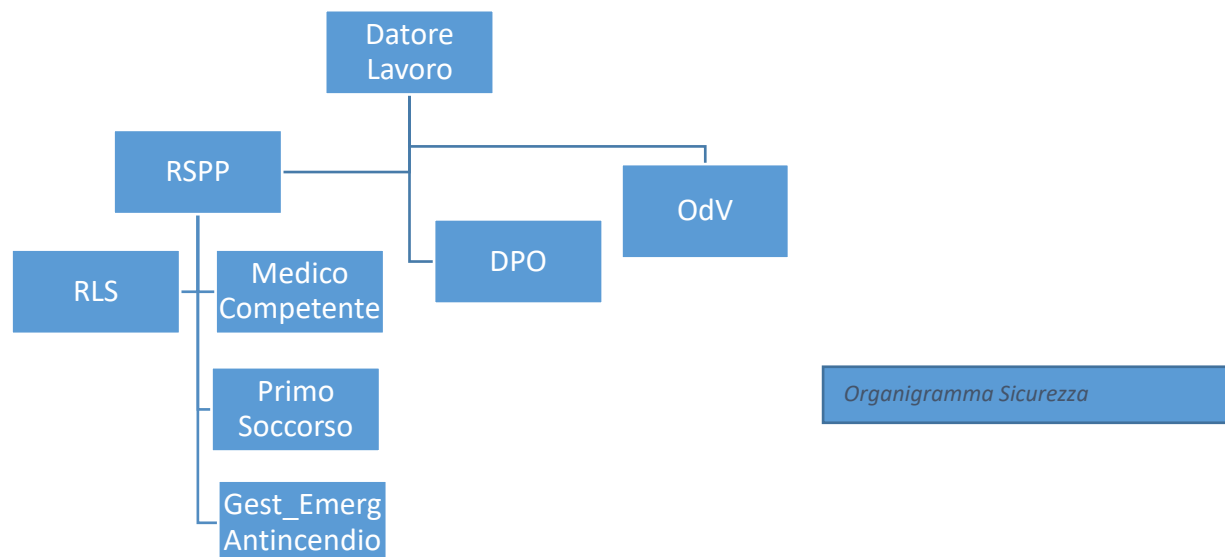 Datore
Lavoro
RSPP
OdV
DPO
RLS
Medico
Competente
Primo
Soccorso
Organigramma Sicurezza
Gest_Emerg
Antincendio